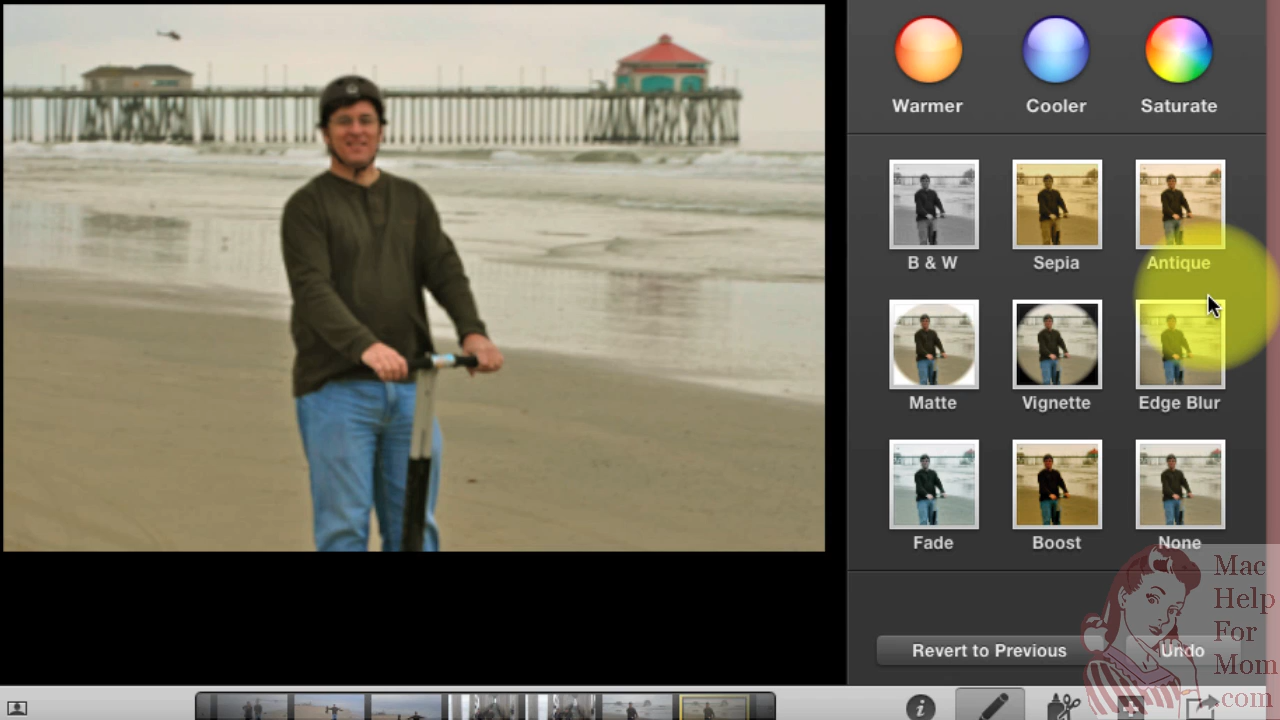 Warmer Cooler Saturate
B & W Sepia Antique
Matte Vignette Edge Blur
Fade Boost None
Revert to Previous Undo
Mac
Help
For
Mom
.com